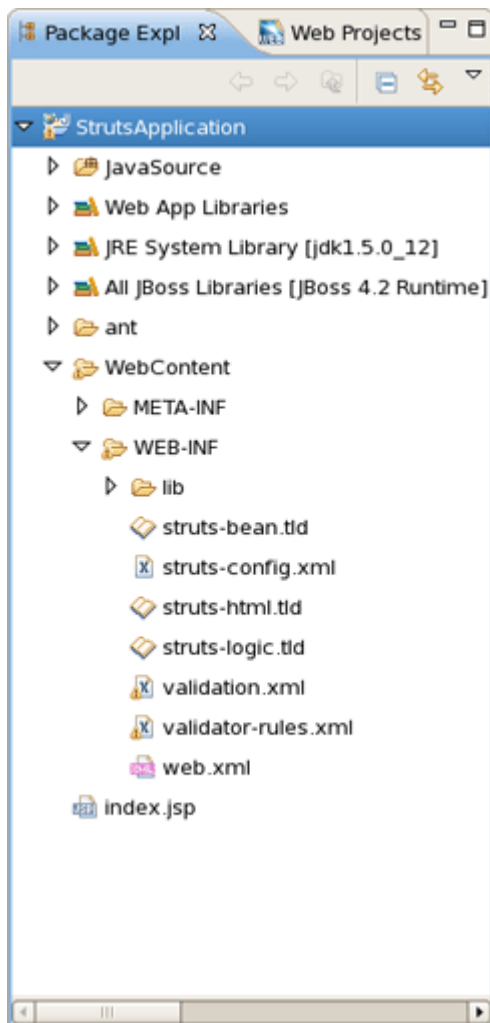 Package Expl Web Projects
StrutsApplication
JavaSource
Web App Libraries
JRE System Library [jdk1.5.0_12]
All JBoss Libraries [JBoss 4.2 Runtime]
ant
WebContent
META-INF
WEB-INF
lib
struts-bean.tld
struts-config.xml
struts-html.tld
struts-logic.tld
validation.xml
validator-rules.xml
web.xml
index.jsp